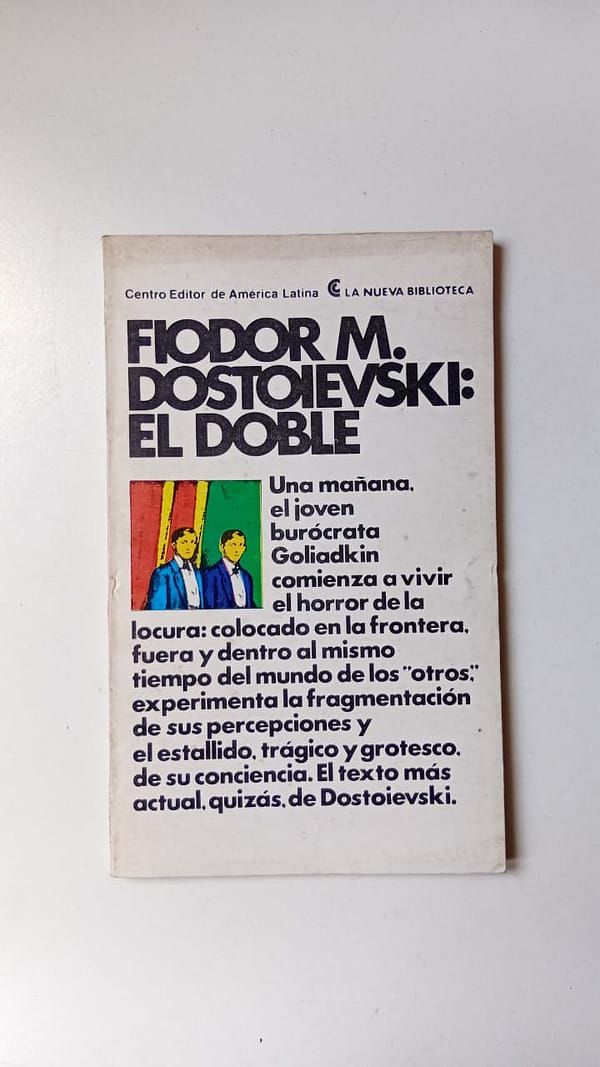 Centro Editor de América Latina LA NUEVA BIBLIOTECA
FIODOR M.
DOSTOIEVSKI:
EL DOBLE
Una mañana,
el joven
burócrata
Goliadkin
comienza a vivir
el horror de la
locura: colocado en la frontera,
fuera y dentro al mismo
tiempo del mundo de los "otros,"
experimenta la fragmentación
de sus percepciones y
el estallido, trágico y grotesco,
de su conciencia. El texto más
actual, quizás, de Dostoievski.